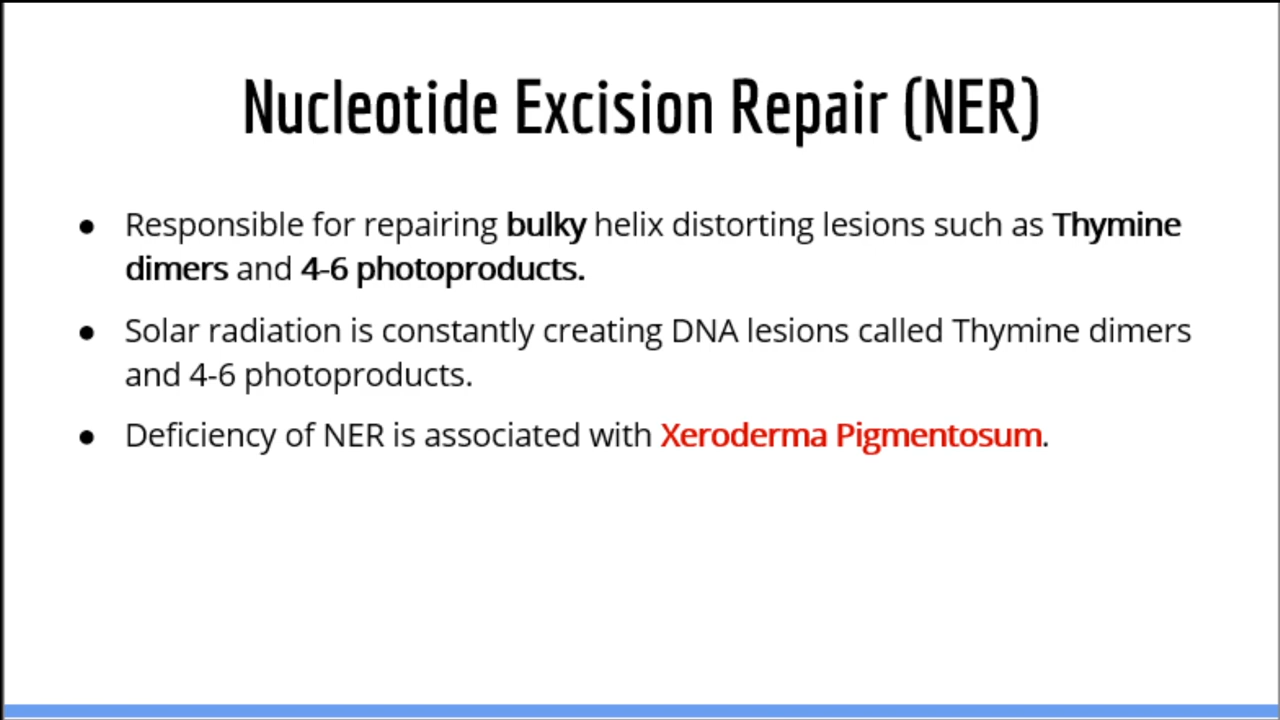 Nucleotide Excision Repair (NER)
● Responsible for repairing bulky helix distorting lesions such as Thymine
dimers and 4-6 photoproducts.
● Solar radiation is constantly creating DNA lesions called Thymine dimers
and 4-6 photoproducts.
● Deficiency of NER is associated with Xeroderma Pigmentosum.